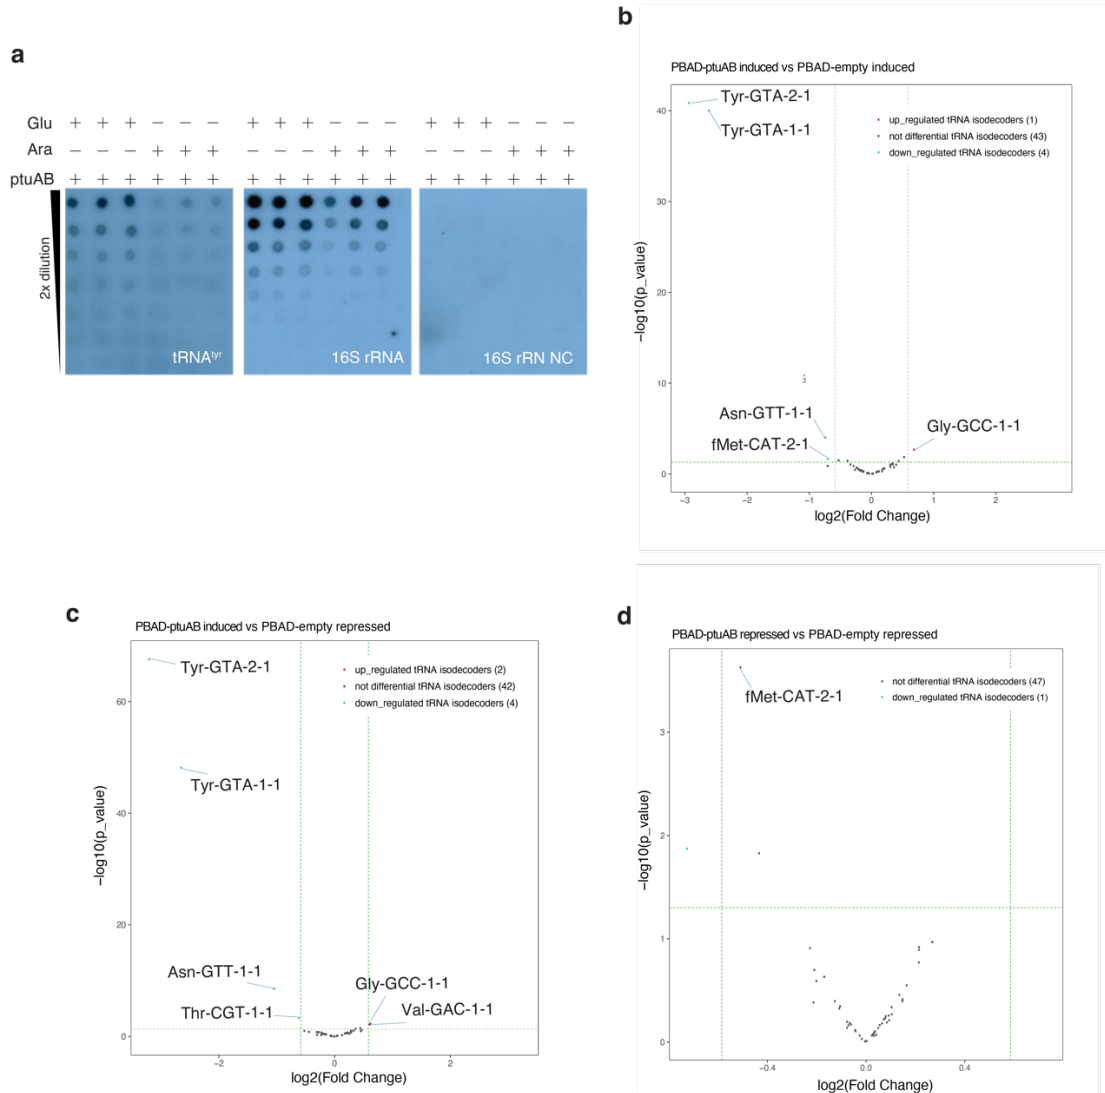 a
Glu + + + − − − + + + − − − + + + − − −
Ara − − − + + + − − − + + + − − − + + +
ptuAB + + + + + + + + + + + + + + + + + +
2x dilution
tRNAtyr
16S rRNA
16S rRN NC
b
PBAD-ptuAB induced vs PBAD-empty induced
Tyr-GTA-2-1
Tyr-GTA-1-1
up_regulated tRNA isodecoders (1)
not differential tRNA isodecoders (43)
down_regulated tRNA isodecoders (4)
40
30
20
10
0
−log10(p_value)
3
Asn-GTT-1-1
fMet-CAT-2-1
Gly-GCC-1-1
−3 −2 −1 0 1 2
log2(Fold Change)
c
PBAD-ptuAB induced vs PBAD-empty repressed
Tyr-GTA-2-1
Tyr-GTA-1-1
up_regulated tRNA isodecoders (2)
not differential tRNA isodecoders (42)
down_regulated tRNA isodecoders (4)
60
40
20
0
−log10(p_value)
Asn-GTT-1-1
Thr-CGT-1-1
Gly-GCC-1-1
Val-GAC-1-1
−2 0 2
log2(Fold Change)
d
PBAD-ptuAB repressed vs PBAD-empty repressed
fMet-CAT-2-1
not differential tRNA isodecoders (47)
down_regulated tRNA isodecoders (1)
3
2
1
0
−log10(p_value)
−0.4 0.0 0.4
log2(Fold Change)